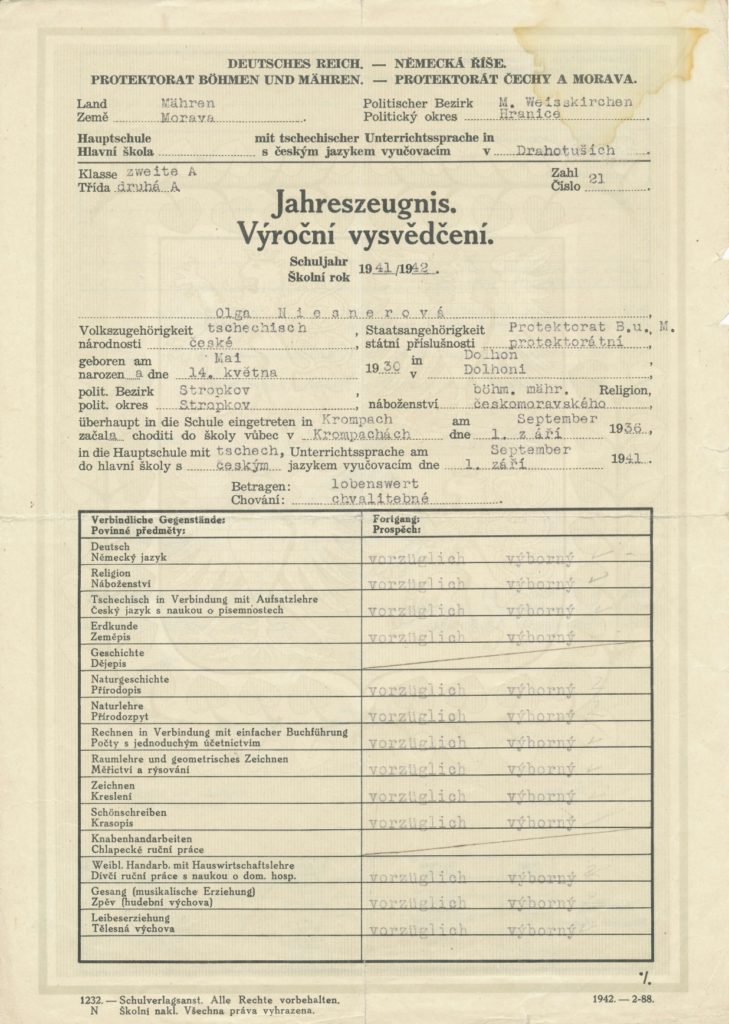 DEUTSCHES REICH. — NĚMECKÁ ŘÍŠE.
PROTEKTORAT BÖHMEN UND MÄHREN. — PROTEKTORÁT ČECHY A MORAVA.
Land Mähren Politischer Bezirk M. Weisskirchen
Země Morava. Politický okres Hranice.
Hauptschule mit tschechischer Unterrichtssprache in
Hlavní škola s českým jazykem vyučovacím v Drahotuších.
Klasse zweite A Zahl
Třída druhá A Číslo 21.
Jahreszeugnis.
Výroční vysvědčení.
Schuljahr
Školní rok 1941/1942.
Olga Niesnerová,
Volkszugehörigkeit tschechisch, Staatsangehörigkeit Protektorat B.u. M.
národnosti české, státní příslušnosti protektorátní,
geboren am Mai 1930 in Dolhon
narozena dne 14. května v Dolhoni,
polit. Bezirk Stropkov, böhm. mähr. Religion,
polit. okres Stropkov, náboženství českomoravského,
überhaupt in die Schule eingetreten in Krompach am September
začala choditi do školy vůbec v Krompachách dne 1. září 1936,
in die Hauptschule mit tschech, Unterrichtssprache am September
do hlavní školy s českým jazykem vyučovacím dne 1. září 1941.
Betragen: lobenswert
Chování: chvalitebné.
Verbindliche Gegenstände: Fortgang:
Povinné předměty: Prospěch:
Deutsch
Německý jazyk vorzüglich výborný
Religion
Náboženství vorzüglich výborný
Tschechisch in Verbindung mit Aufsatzlehre
Český jazyk s naukou o písemnostech vorzüglich výborný
Erdkunde
Zeměpis vorzüglich výborný
Geschichte
Dějepis
Naturgeschichte
Přírodopis vorzüglich výborný
Naturlehre
Přírodozpyt vorzüglich výborný
Rechnen in Verbindung mit einfacher Buchführung
Počty s jednoduchým účetnictvím vorzüglich výborný
Raumlehre und geometrisches Zeichnen
Měřictví a rýsování vorzüglich výborný
Zeichnen
Kreslení vorzüglich výborný
Schönschreiben
Krasopis vorzüglich výborný
Knabenhandarbeiten
Chlapecké ruční práce
Weibl. Handarb. mit Hauswirtschaftslehre
Dívčí ruční práce s naukou o dom. hosp. vorzüglich výborný
Gesang (musikalische Erziehung)
Zpěv (hudební výchova) vorzüglich výborný
Leibeserziehung
Tělesná výchova vorzüglich výborný
·/.
1232. — Schulverlagsanst. Alle Rechte vorbehalten. 1942. — 2-88.
N Školní nakl. Všechna práva vyhrazena.